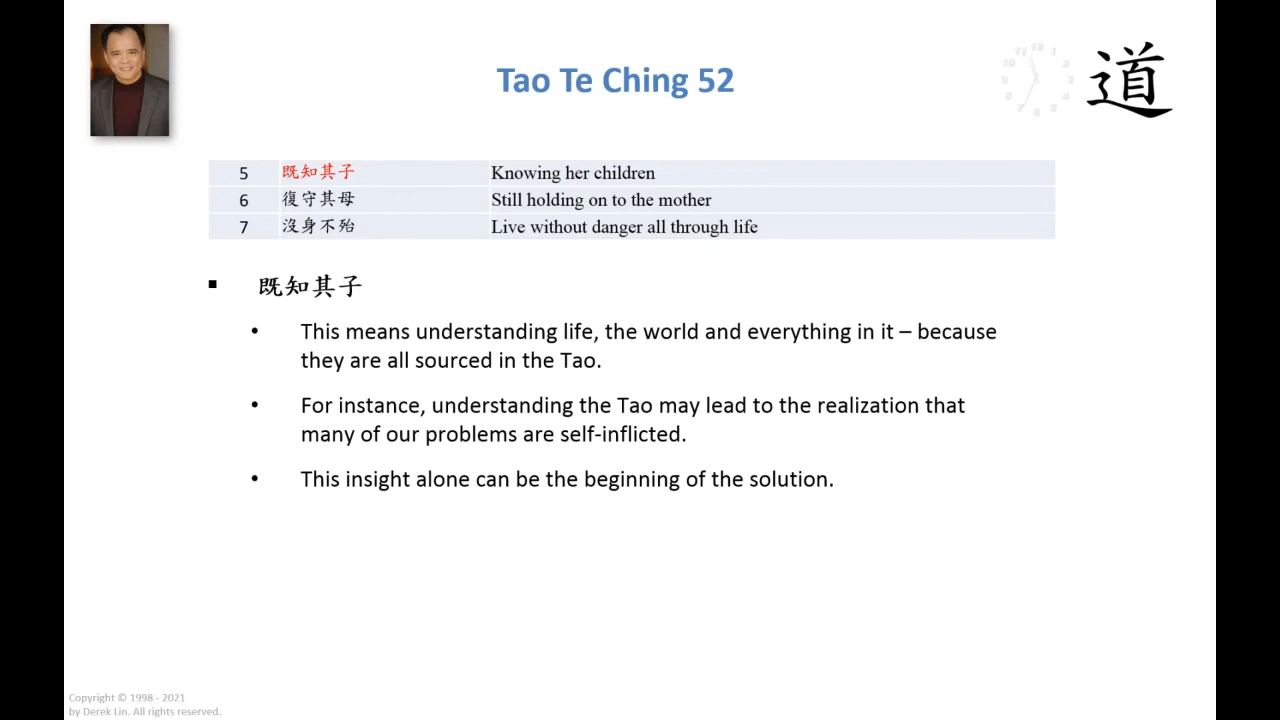 Tao Te Ching 52
道
5 既知其子 Knowing her children
6 復守其母 Still holding on to the mother
7 沒身不殆 Live without danger all through life
▪ 既知其子
• This means understanding life, the world and everything in it – because
they are all sourced in the Tao.
• For instance, understanding the Tao may lead to the realization that
many of our problems are self-inflicted.
• This insight alone can be the beginning of the solution.
Copyright © 1998 - 2021
by Derek Lin. All rights reserved.